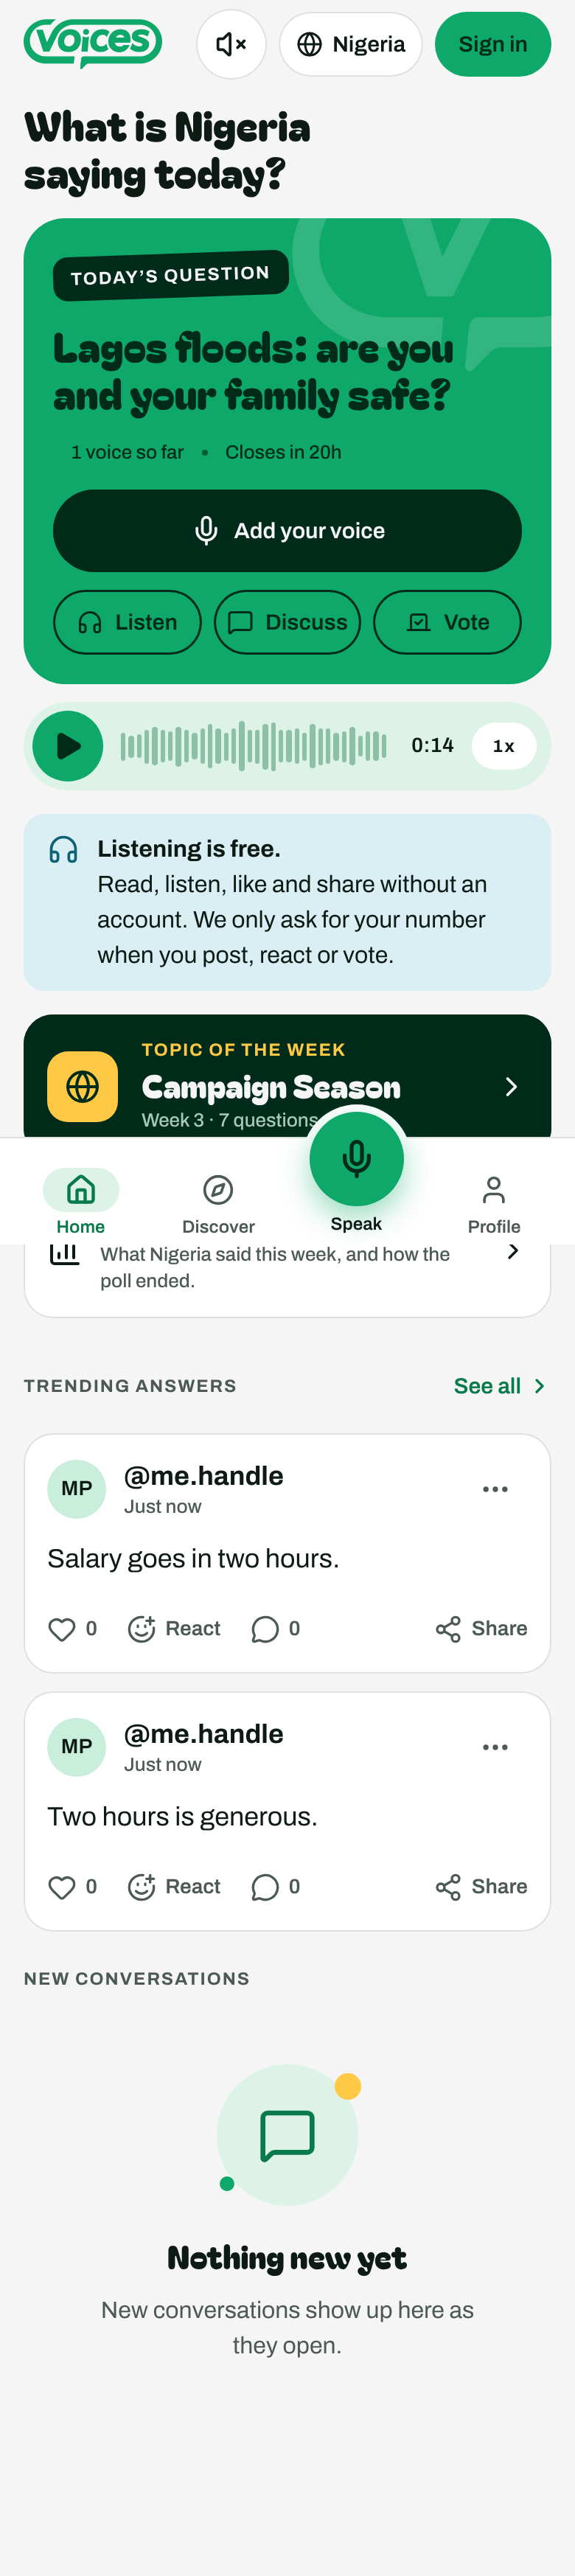 voices
Nigeria
Sign in
What is Nigeria
saying today?
TODAY'S QUESTION
Lagos floods: are you
and your family safe?
1 voice so far • Closes in 20h
Add your voice
Listen
Discuss
Vote
0:14
1x
Listening is free.
Read, listen, like and share without an
account. We only ask for your number
when you post, react or vote.
TOPIC OF THE WEEK
Campaign Season
Week 3 · 7 questions
Home
Discover
Speak
Profile
What Nigeria said this week, and how the
poll ended.
TRENDING ANSWERS
See all
MP
@me.handle
Just now
Salary goes in two hours.
0
React
0
Share
MP
@me.handle
Just now
Two hours is generous.
0
React
0
Share
NEW CONVERSATIONS
Nothing new yet
New conversations show up here as
they open.